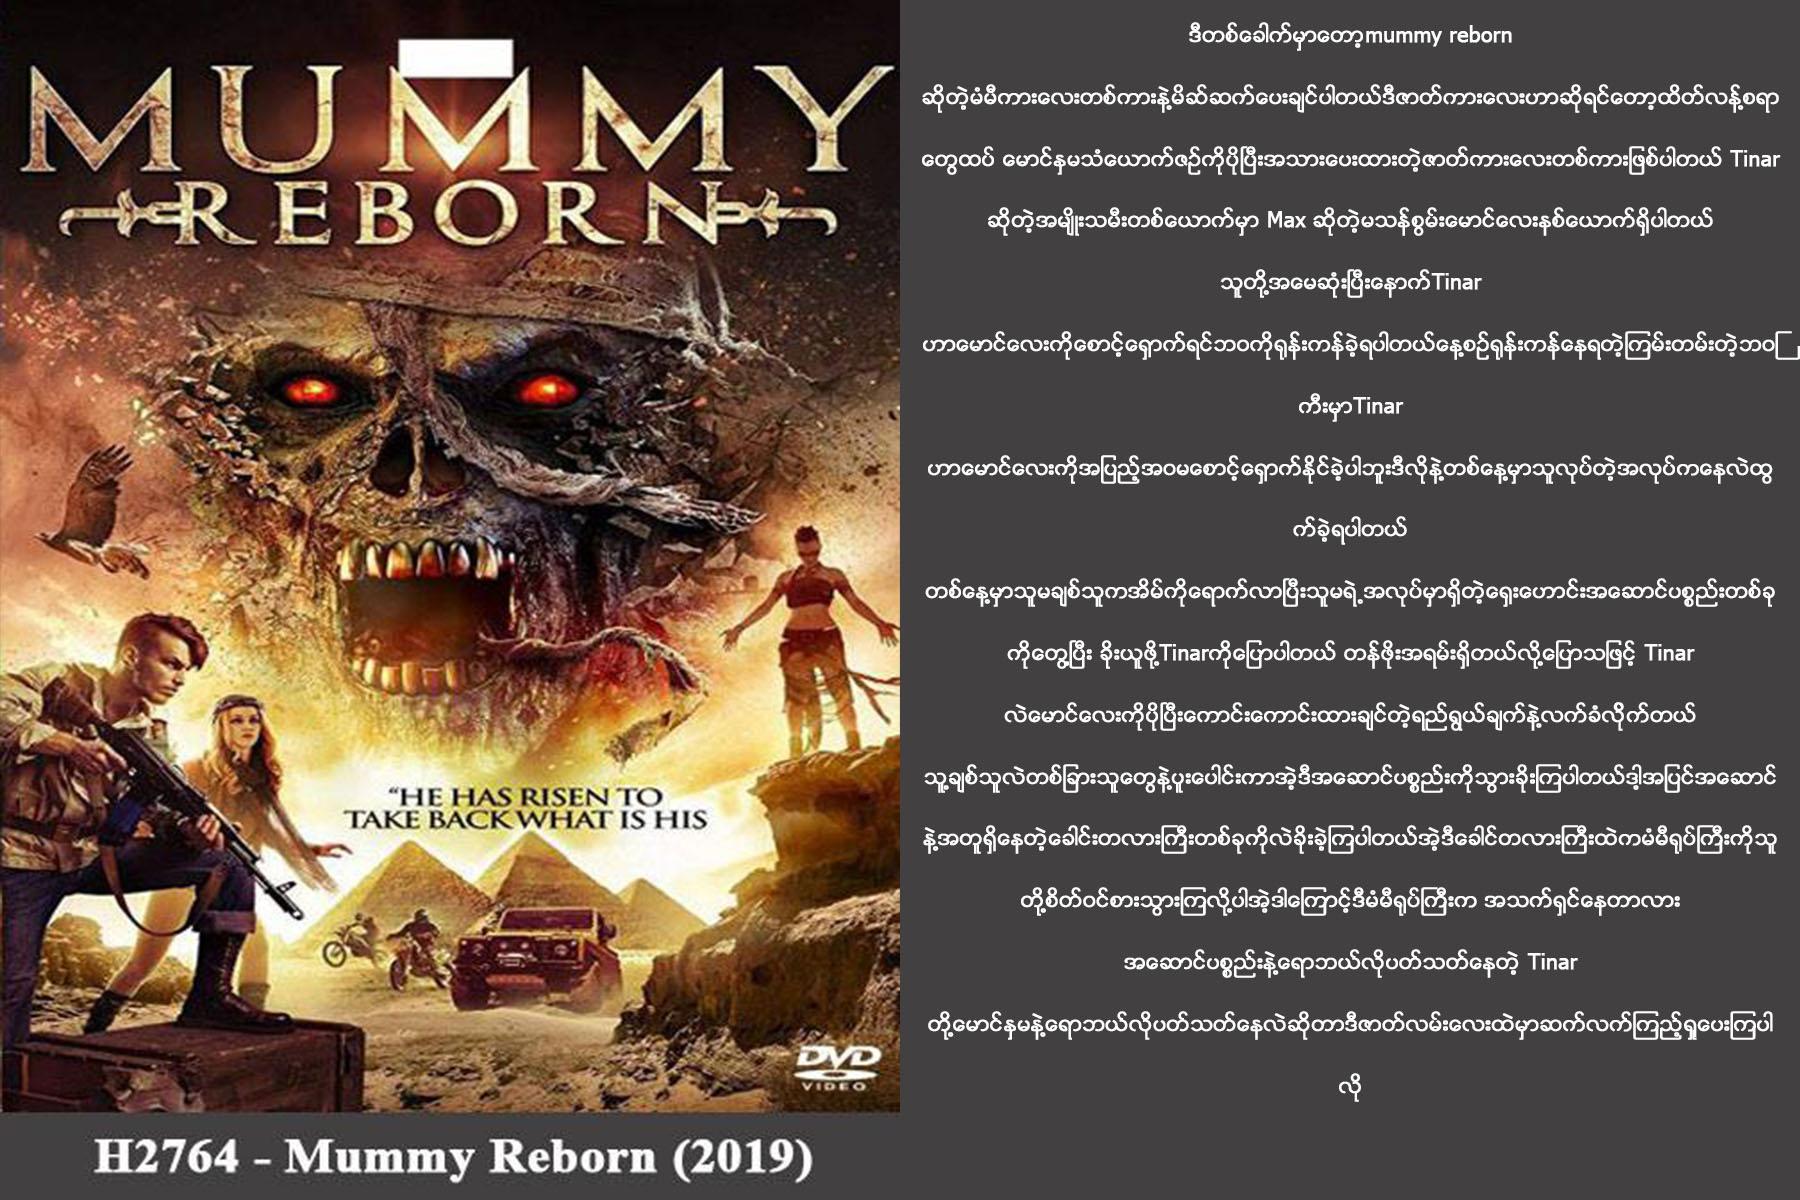 MUMMY
REBORN
“HE HAS RISEN TO
TAKE BACK WHAT IS HIS
DVD
VIDEO
H2764 - Mummy Reborn (2019)
ဒီတစ်ခေါက်မှာတော့mummy reborn
ဆိုတဲ့မံမီကားလေးတစ်ကားနဲ့မိဆ်ဆက်ပေးချင်ပါတယ်ဒီဇာတ်ကားလေးဟာဆိုရင်တော့ထိတ်လန့်စရာ
တွေထပ် မောင်နှမသံယောက်ဇဉ်ကိုပိုပြီးအသားပေးထားတဲ့ဇာတ်ကားလေးတစ်ကားဖြစ်ပါတယ် Tinar
ဆိုတဲ့အမျိုးသမီးတစ်ယောက်မှာ Max ဆိုတဲ့မသန်စွမ်းမောင်လေးနစ်ယောက်ရှိပါတယ်
သူတို့အမေဆုံးပြီးနောက်Tinar
ဟာမောင်လေးကိုစောင့်ရှောက်ရင်ဘဝကိုရုန်းကန်ခဲ့ရပါတယ်နေ့စဉ်ရုန်းကန်နေရတဲ့ကြမ်းတမ်းတဲ့ဘဝကြ
ကီးမှာTinar
ဟာမောင်လေးကိုအပြည့်အဝမစောင့်ရှောက်နိုင်ခဲ့ပါဘူးဒီလိုနဲ့တစ်နေ့မှာသူလုပ်တဲ့အလုပ်ကနေလဲထွ
က်ခဲ့ရပါတယ်
တစ်နေ့မှာသူမချစ်သူကအိမ်ကိုရောက်လာပြီးသူမရဲ့အလုပ်မှာရှိတဲ့ရှေးဟောင်းအဆောင်ပစ္စည်းတစ်ခု
ကိုတွေ့ပြီး ခိုးယူဖို့Tinarကိုပြောပါတယ် တန်ဖိုးအရမ်းရှိတယ်လို့ပြောသဖြင့် Tinar
လဲမောင်လေးကိုပိုပြီးကောင်းကောင်းထားချင်တဲ့ရည်ရွယ်ချက်နဲ့လက်ခံလိုက်တယ်
သူ့ချစ်သူလဲတစ်ခြားသူတွေနဲ့ပူးပေါင်းကာအဲ့ဒီအဆောင်ပစ္စည်းကိုသွားခိုးကြပါတယ်ဒါ့အပြင်အဆောင်
နဲ့အတူရှိနေတဲ့ခေါင်းတလားကြီးတစ်ခုကိုလဲခိုးခဲ့ကြပါတယ်အဲ့ဒီခေါင်တလားကြီးထဲကမံမီရုပ်ကြီးကိုသူ
တို့စိတ်ဝင်စားသွားကြလို့ပါအဲ့ဒါကြောင့်ဒီမံမီရုပ်ကြီးက အသက်ရှင်နေတာလား
အဆောင်ပစ္စည်းနဲ့ရောဘယ်လိုပတ်သတ်နေတဲ့ Tinar
တို့မောင်နှမနဲ့ရောဘယ်လိုပတ်သတ်နေလဲဆိုတာဒီဇာတ်လမ်းလေးထဲမှာဆက်လက်ကြည့်ရှုပေးကြပါ
လို